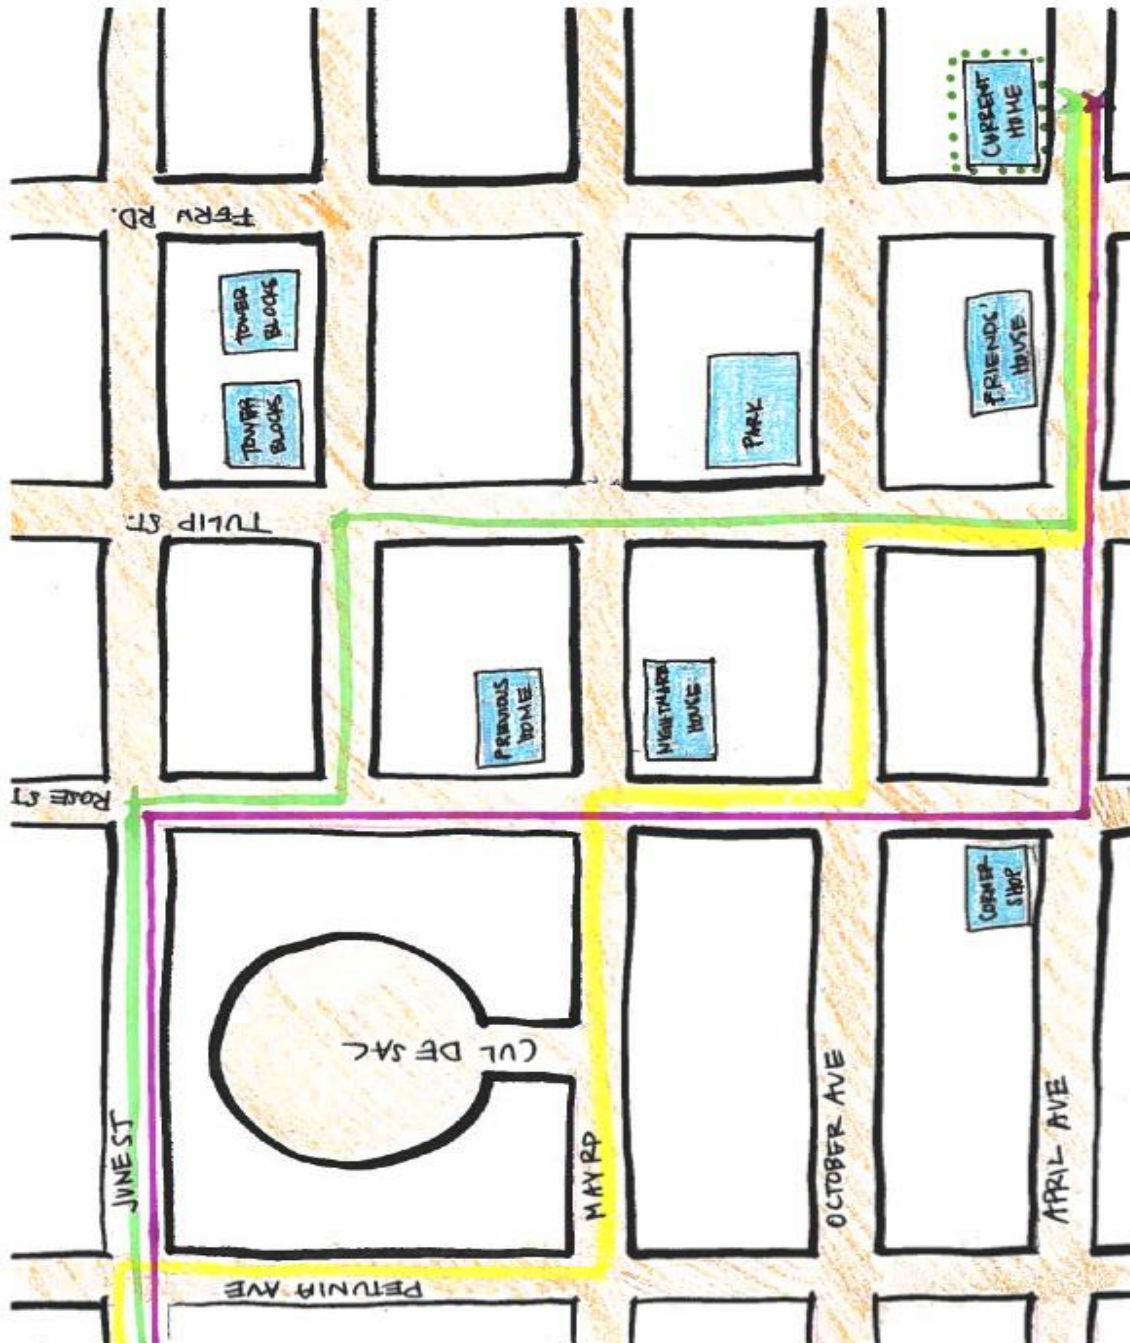 CURRENT
HOME
FERN RD.
TOWER
BLOCKS
FRIENDS'
HOUSE
PARK
TOWER
BLOCKS
TULIP ST.
PREVIOUS
HOME
NIGHTMARE
HOUSE
ROSE ST
CORNER
SHOP
CUL DE SAC
JUNE ST
MAY RD
OCTOBER AVE
APRIL AVE
PETUNIA AVE